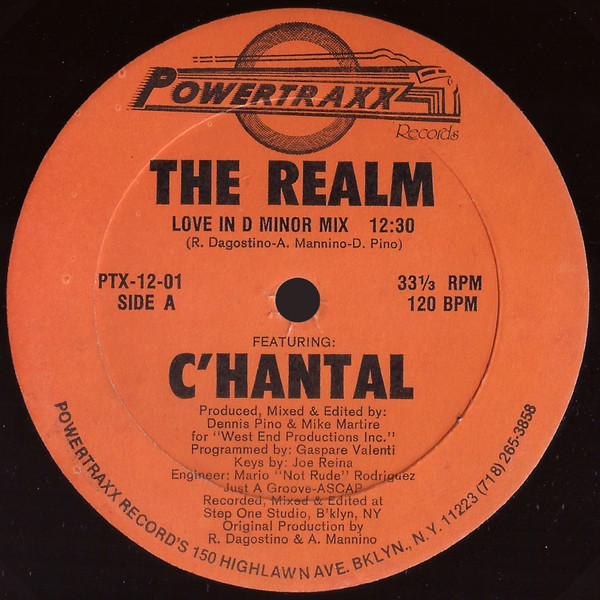 POWERTRAXX
Records
THE REALM
LOVE IN D MINOR MIX 12:30
(R. Dagostino-A. Mannino-D. Pino)
PTX-12-01
SIDE A
33⅓ RPM
120 BPM
FEATURING:
C'HANTAL
Produced, Mixed & Edited by:
Dennis Pino & Mike Martire
for "West End Productions Inc."
Programmed by: Gaspare Valenti
Keys by: Joe Reina
Engineer: Mario "Not Rude" Rodriguez
Just A Groove-ASCAP
Recorded, Mixed & Edited at
Step One Studio, B'klyn, NY
Original Production by
R. Dagostino & A. Mannino
POWERTRAXX RECORD'S 150 HIGHLAWN AVE. BKLYN., N.Y. 11223 (718) 265-3858